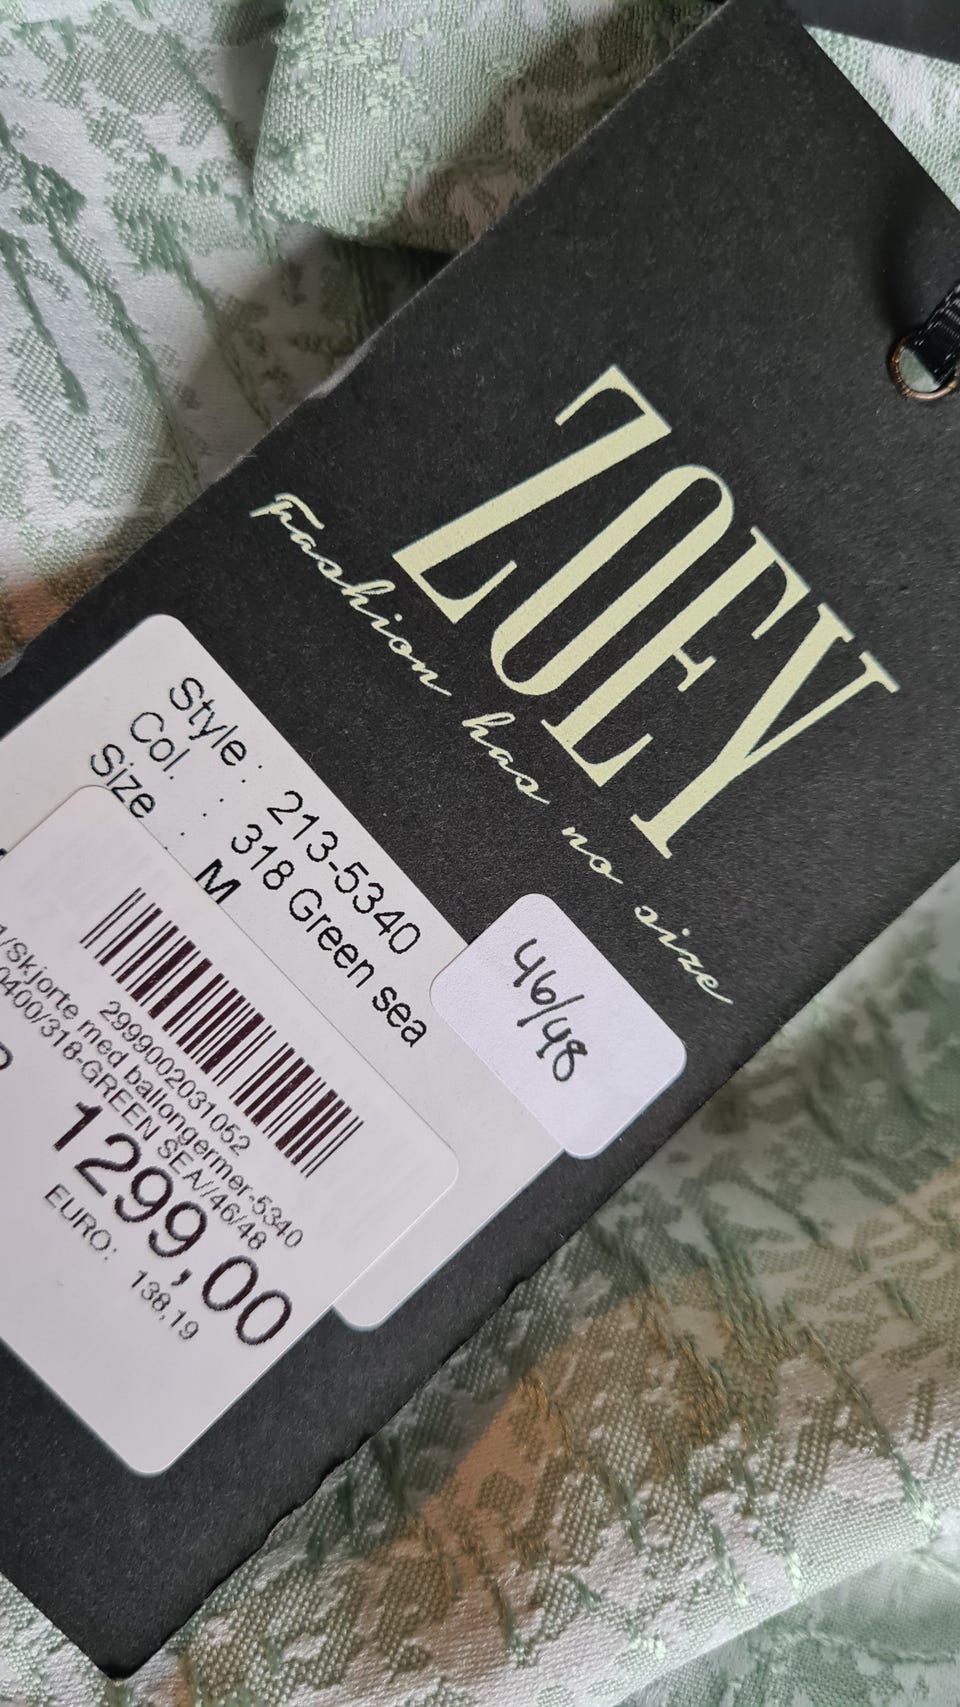 ZOEY
Fashion has no size
Style : 213-5340
Col. : 318 Green sea
Size : M
46/48
2999002031052
/Skjorte med ballongermer-5340
0400/318-GREEN SEA//46/48
1299,00
EURO: 138.19